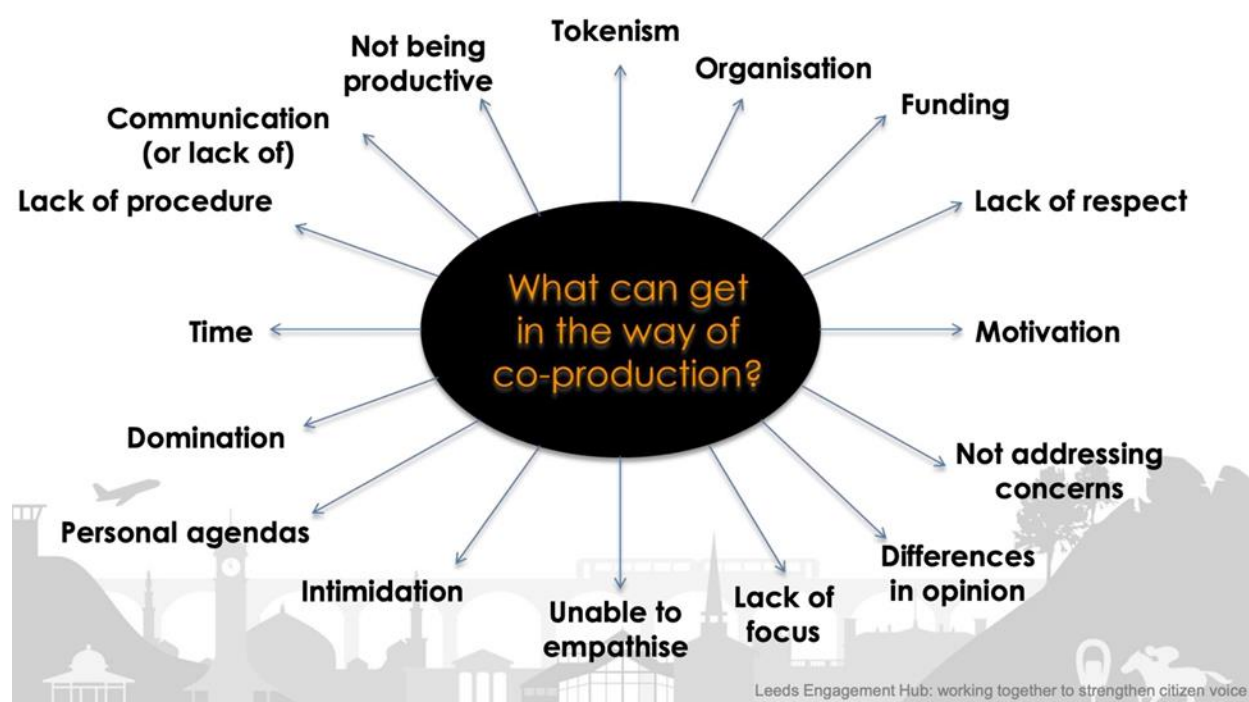 Tokenism
Not being
productive
Organisation
Funding
Communication
(or lack of)
Lack of procedure
Lack of respect
What can get
in the way of
co-production?
Time
Motivation
Domination
Not addressing
concerns
Personal agendas
Differences
in opinion
Intimidation
Unable to
empathise
Lack of
focus
Leeds Engagement Hub: working together to strengthen citizen voice